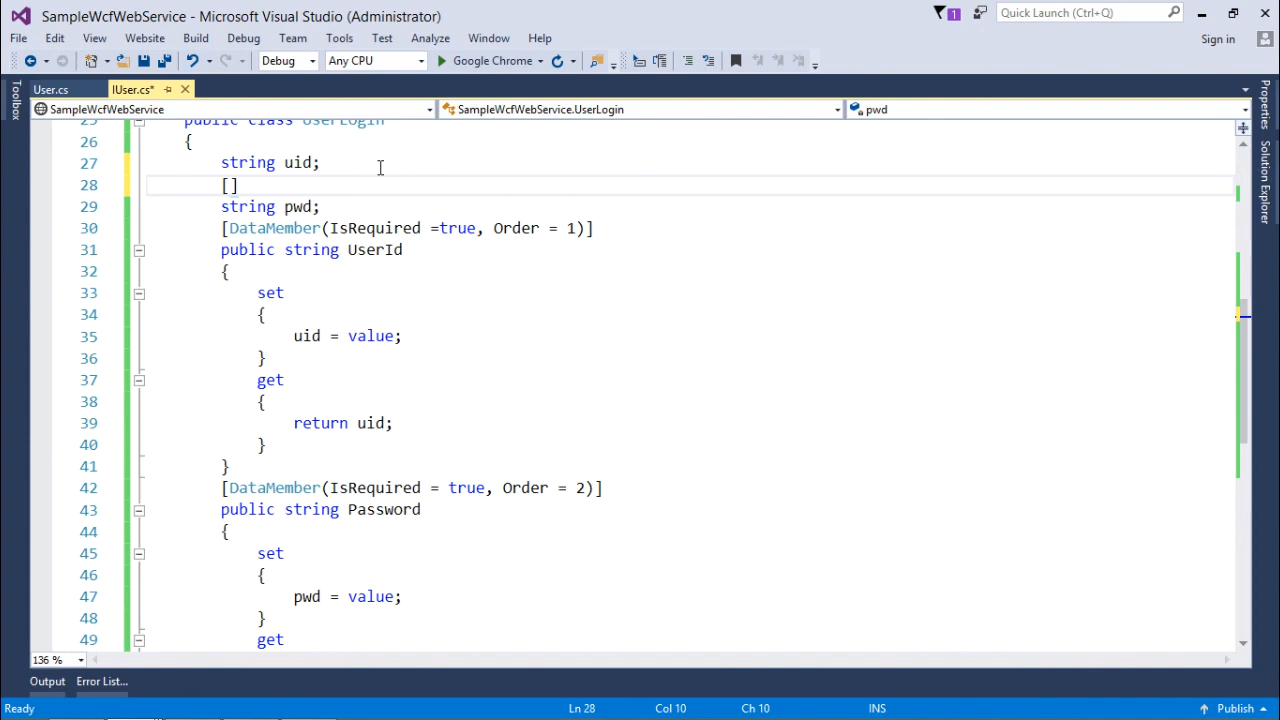 SampleWcfWebService - Microsoft Visual Studio (Administrator)
1
Quick Launch (Ctrl+Q)
File Edit View Website Build Debug Team Tools Test Analyze Window Help
Sign in
Debug Any CPU Google Chrome
Toolbox
User.cs IUser.cs*
SampleWcfWebService SampleWcfWebService.UserLogin pwd
Properties
Solution Explorer
25 public class UserLogin
26 {
27 string uid;
28 []
29 string pwd;
30 [DataMember(IsRequired =true, Order = 1)]
31 public string UserId
32 {
33 set
34 {
35 uid = value;
36 }
37 get
38 {
39 return uid;
40 }
41 }
42 [DataMember(IsRequired = true, Order = 2)]
43 public string Password
44 {
45 set
46 {
47 pwd = value;
48 }
49 get
136 %
Output Error List...
Ready Ln 28 Col 10 Ch 10 INS Publish